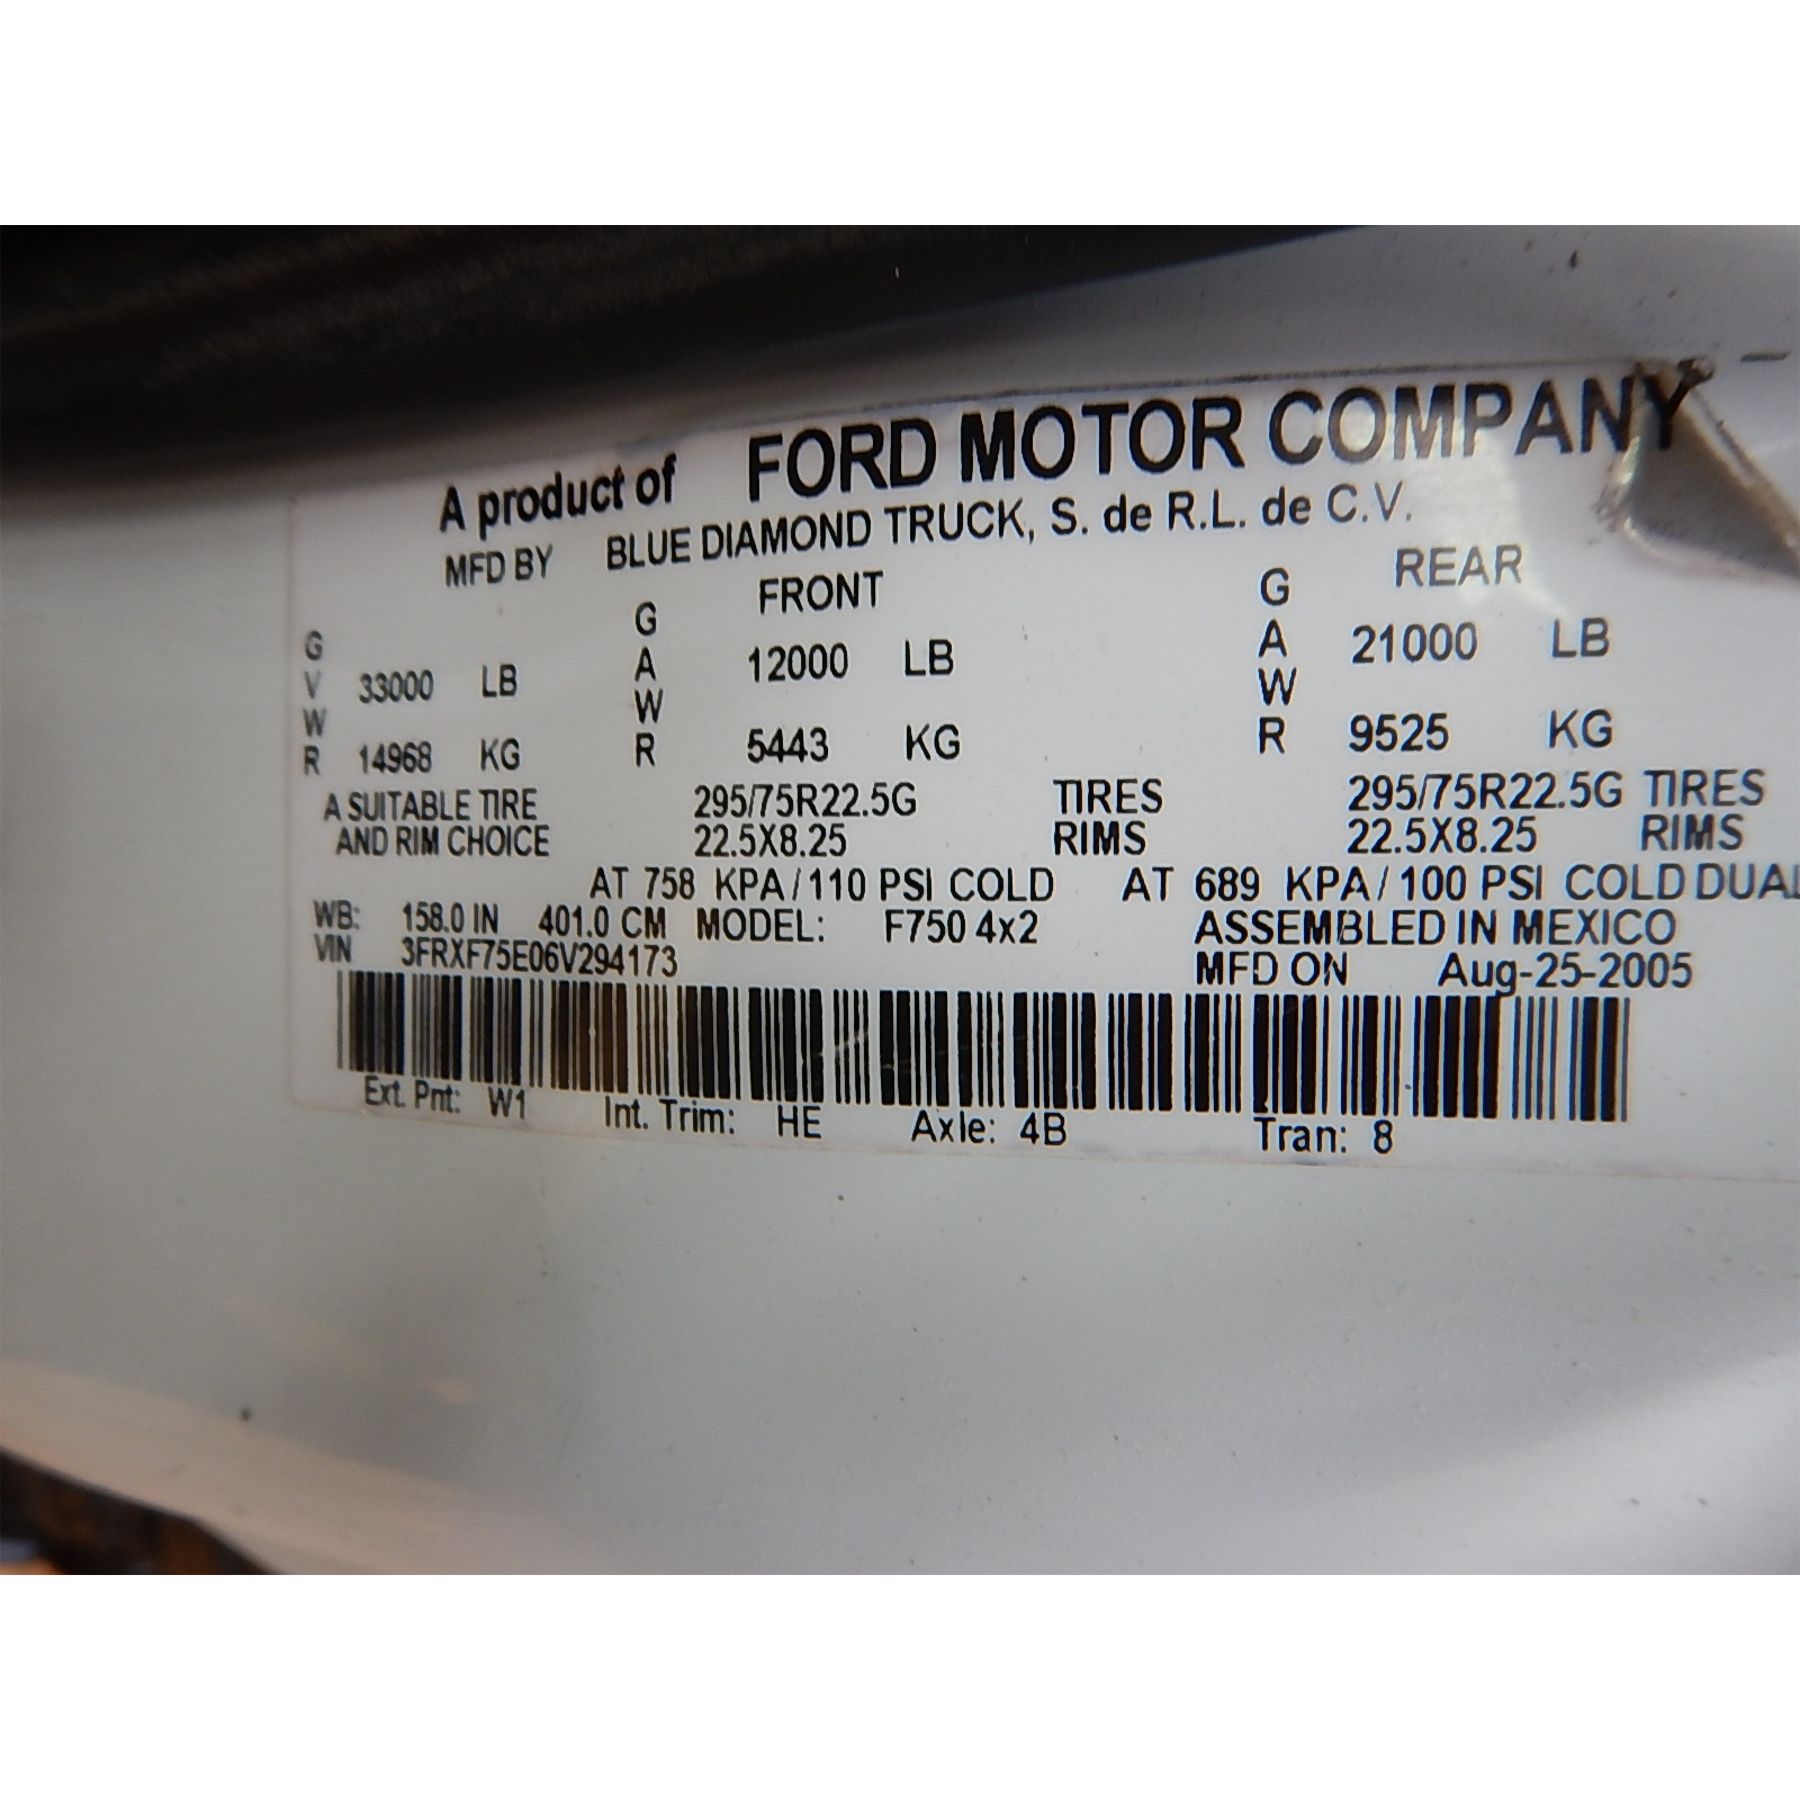 A product of FORD MOTOR COMPANY
MFD BY BLUE DIAMOND TRUCK, S. de R.L. de C.V.
FRONT REAR
GVWR 33000 LB GAWR 12000 LB GAWR 21000 LB
14968 KG 5443 KG 9525 KG
A SUITABLE TIRE 295/75R22.5G TIRES 295/75R22.5G TIRES
AND RIM CHOICE 22.5X8.25 RIMS 22.5X8.25 RIMS
AT 758 KPA/110 PSI COLD AT 689 KPA/100 PSI COLD DUAL
WB: 158.0 IN 401.0 CM MODEL: F750 4x2 ASSEMBLED IN MEXICO
VIN 3FRXF75E06V294173 MFD ON Aug-25-2005
Ext. Pnt: W1 Int. Trim: HE Axle: 4B Tran: 8